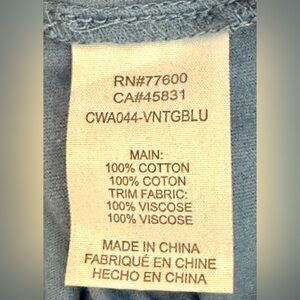 RN#77600
CA#45831
CWA044-VNTGBLU
MAIN:
100% COTTON
100% COTON
TRIM FABRIC:
100% VISCOSE
100% VISCOSE
MADE IN CHINA
FABRIQUÉ EN CHINE
HECHO EN CHINA